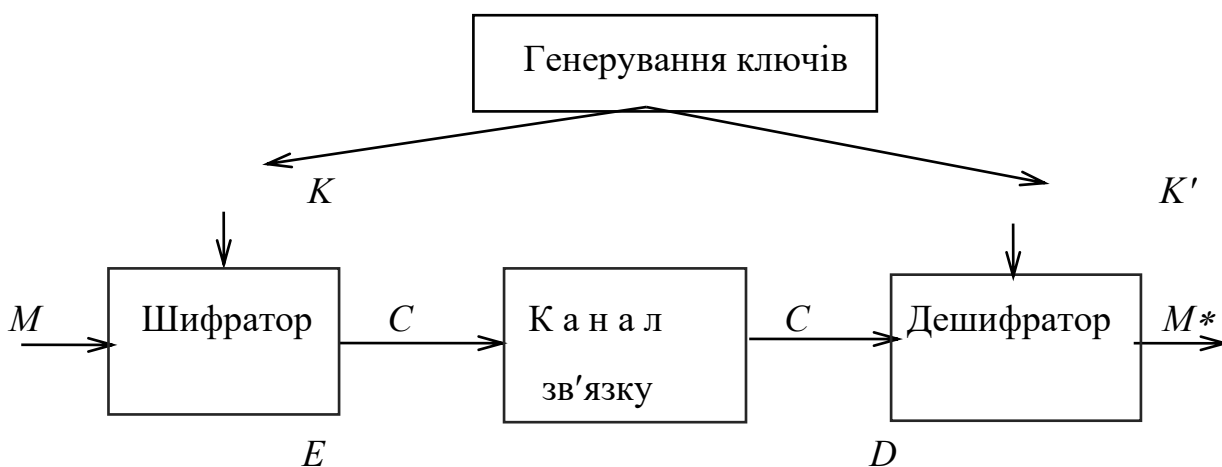 Генерування ключів
K
K'
M
Шифратор
C
К а н а л
зв'язку
C
Дешифратор
M*
E
D